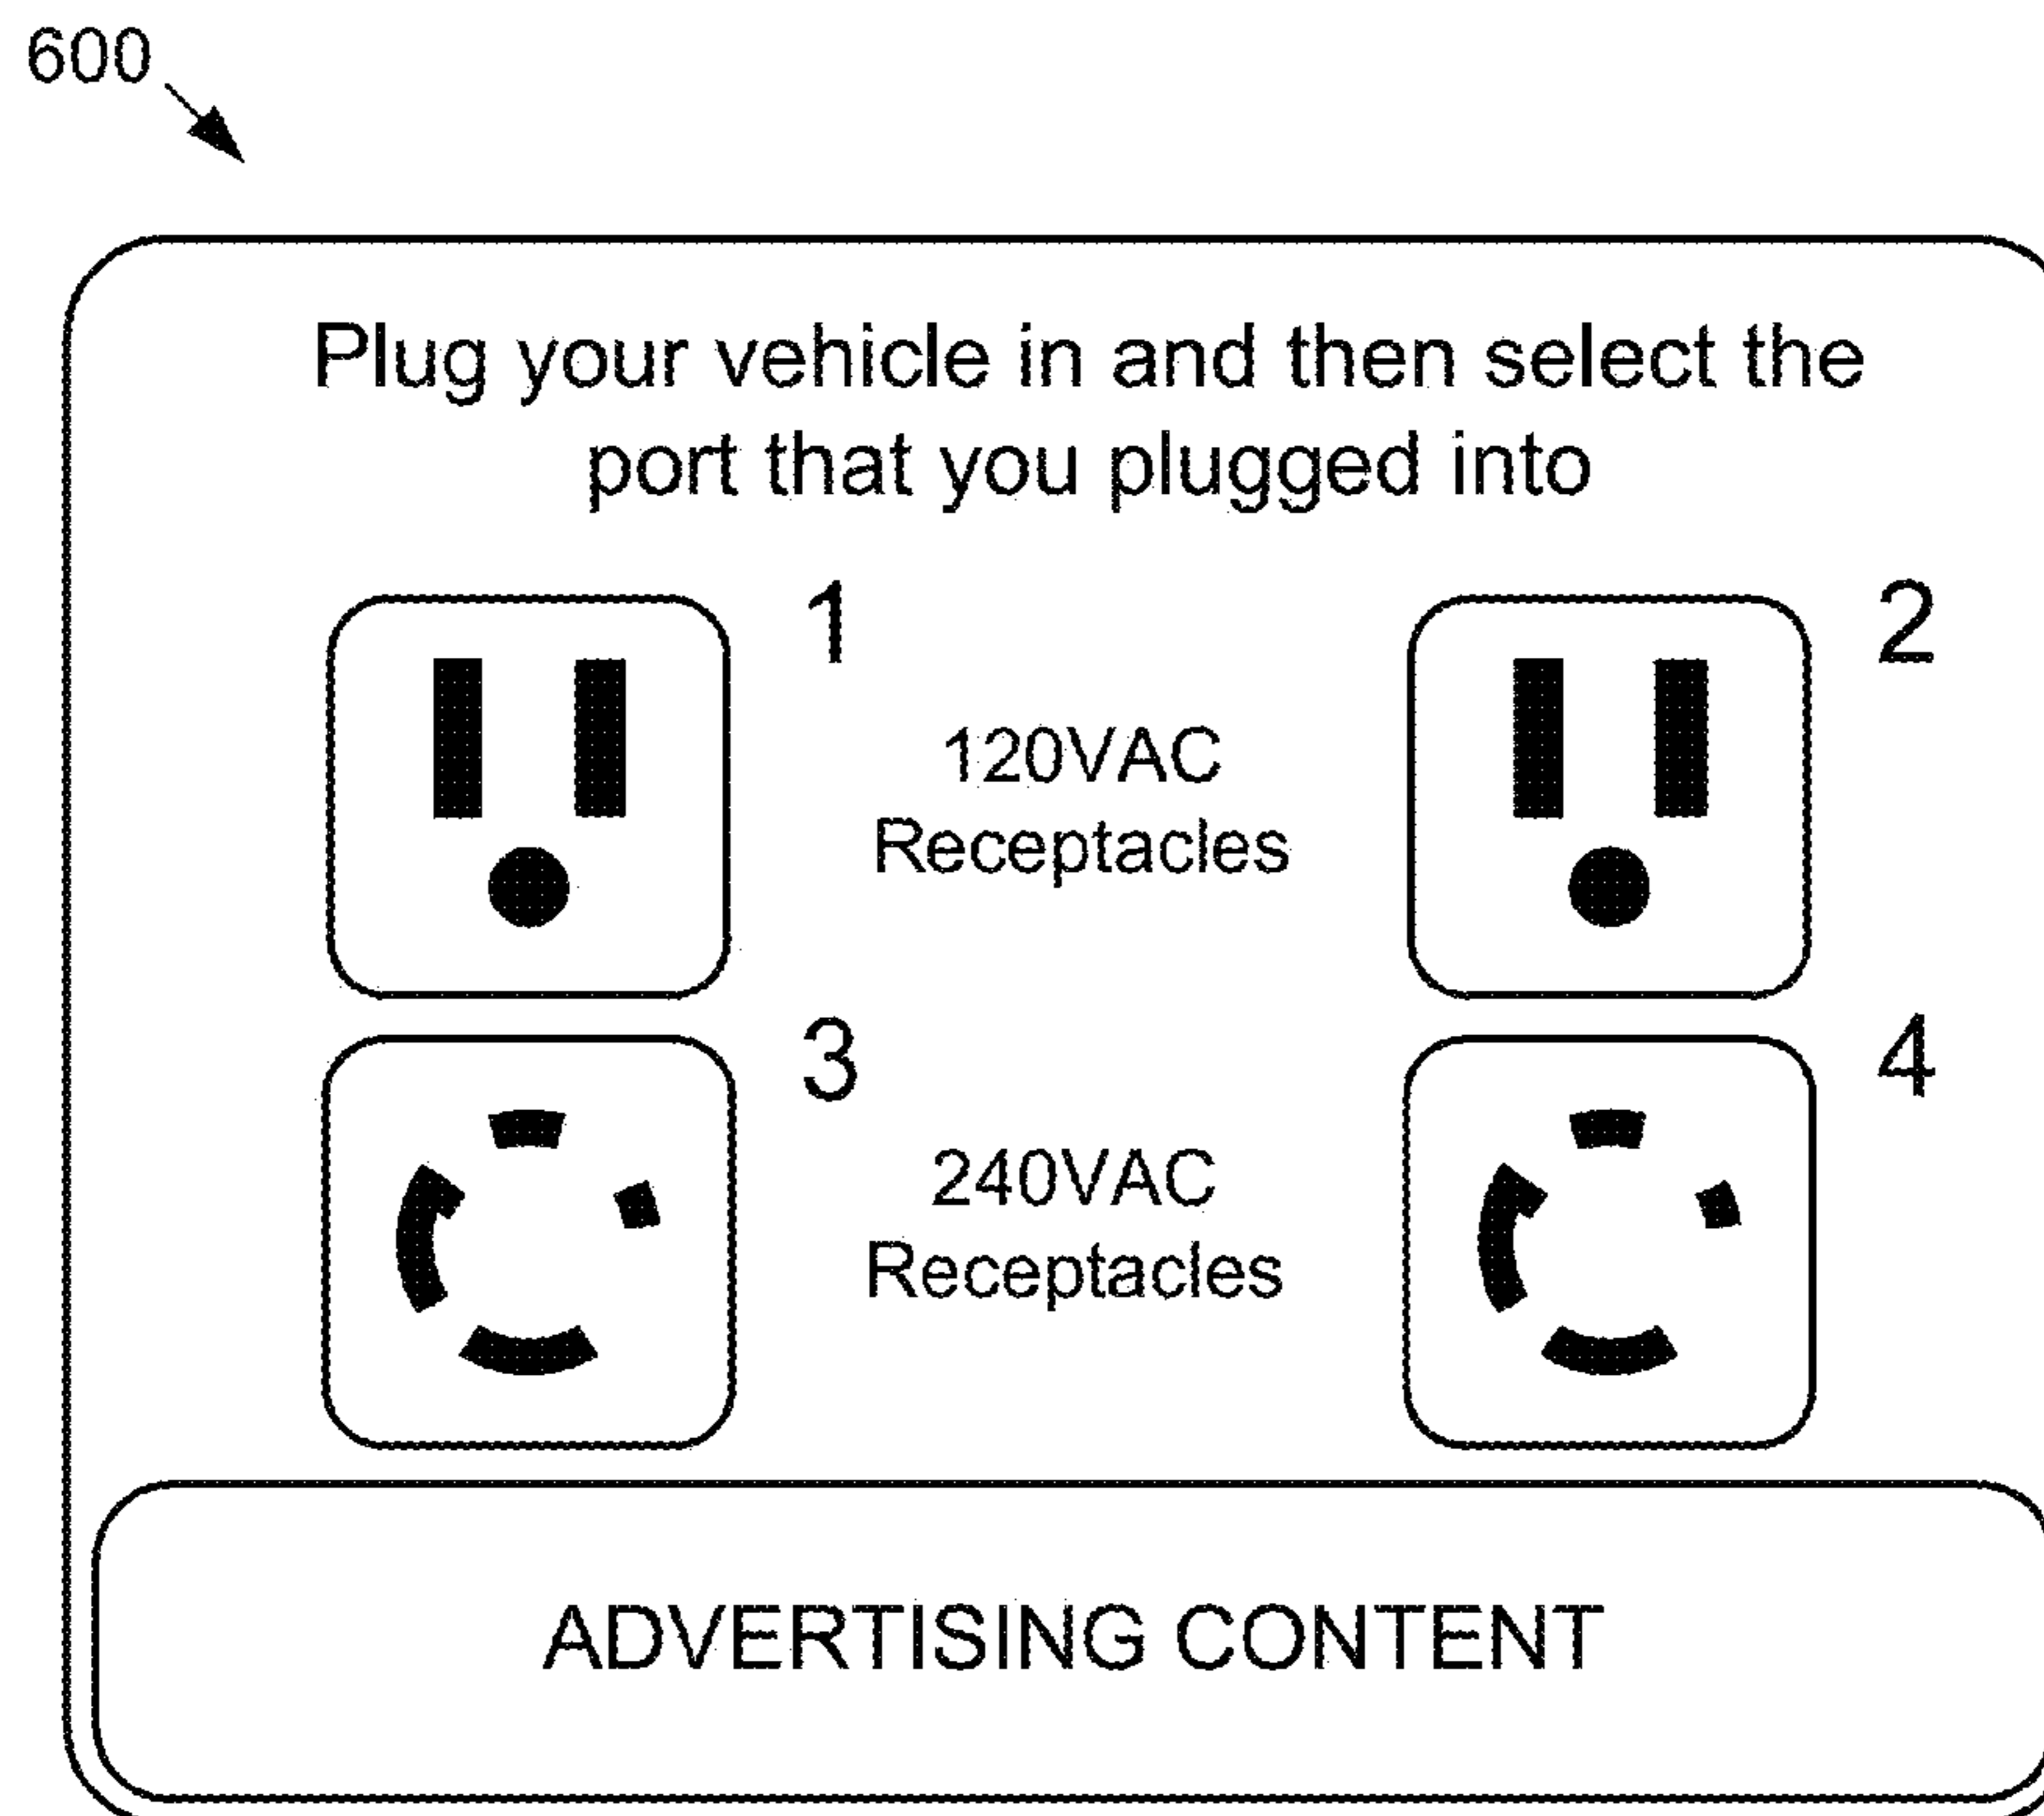 600
Plug your vehicle in and then select the
port that you plugged into
1
2
120VAC
Receptacles
3
4
240VAC
Receptacles
ADVERTISING CONTENT